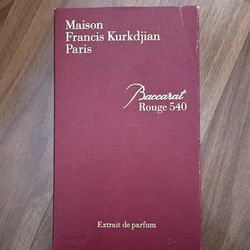 Maison
Francis Kurkdjian
Paris
Baccarat
Rouge 540
Extrait de parfum